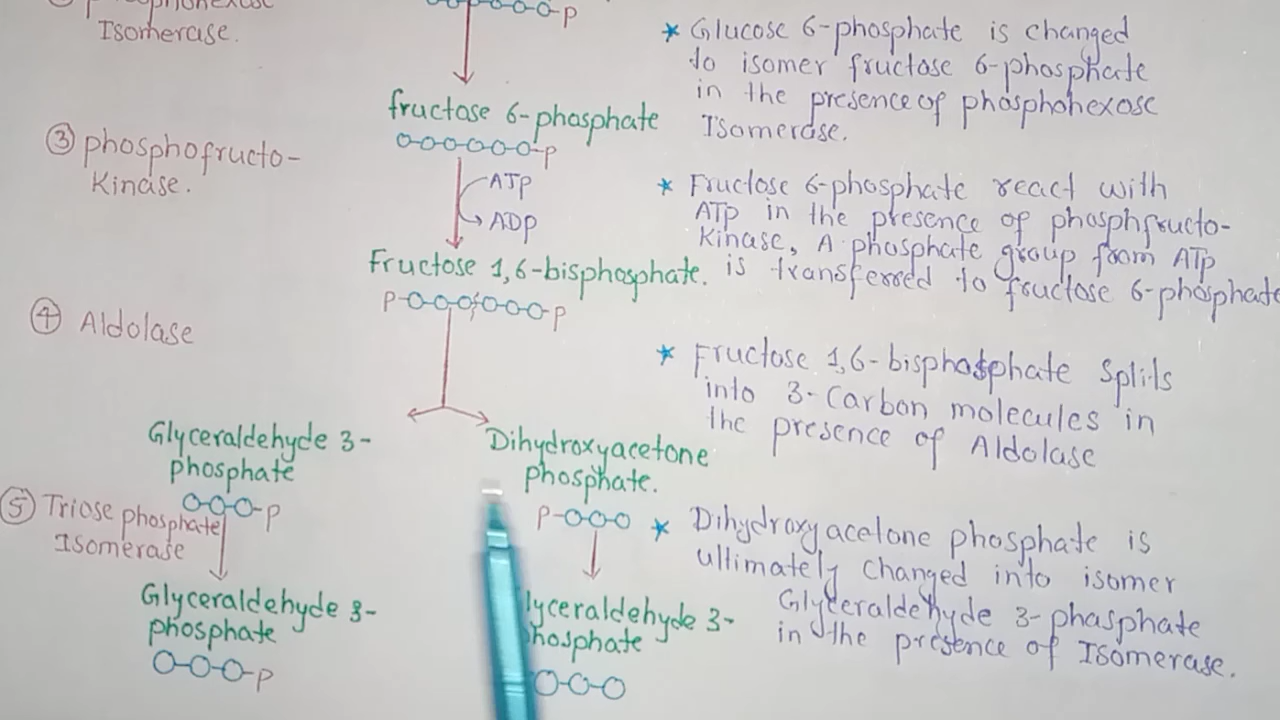 Isomerase.
O-O-O-O-O-O-P
* Glucose 6-phosphate is changed
to isomer fructose 6-phosphate
in the presence of phosphohexose
Isomerase.
fructose 6-phosphate
O-O-O-O-O-O-P
③ phosphofructo-
Kinase.
ATP
ADP
* Fructose 6-phosphate react with
ATP in the presence of phosphfructo-
Kinase, A phosphate group from ATP
is transferred to fructose 6-phosphate
Fructose 1,6-bisphosphate.
P-O-O-O-O-O-O-P
④ Aldolase
* Fructose 1,6-bisphosphate Splits
into 3-Carbon molecules in
the presence of Aldolase
Glyceraldehyde 3-
phosphate
O-O-O-P
Dihydroxyacetone
phosphate.
P-O-O-O
⑤ Triose phosphate
Isomerase
* Dihydroxyacetone phosphate is
ultimately changed into isomer
Glyceraldehyde 3-phasphate
in the presence of Isomerase.
Glyceraldehyde 3-
phosphate
O-O-O-P
lyceraldehyde 3-
hosphate
O-O-O